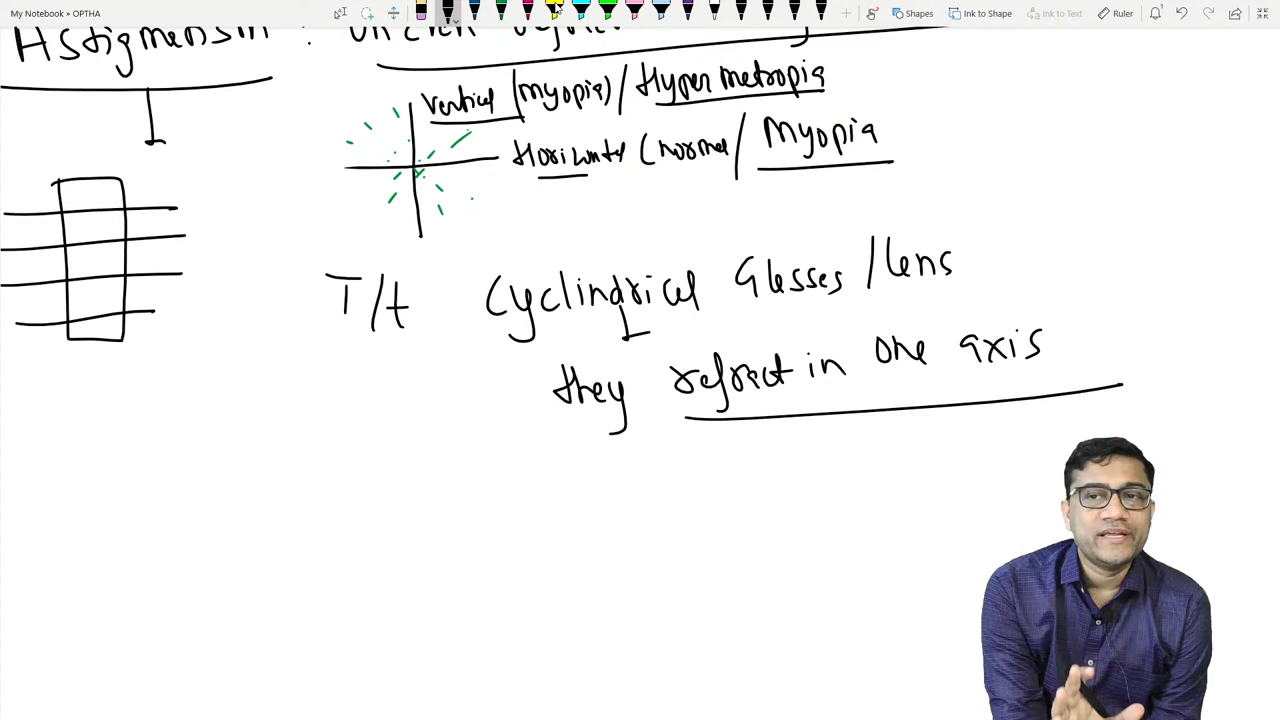 My Notebook » OPTHA
Shapes Ink to Shape Ink to Text Ruler
Astigmatism :
Vertical (myopia) / Hypermetropia
Horizontal (normal / Myopia
T/t Cyclindrical Glasses / lens
they refract in one axis